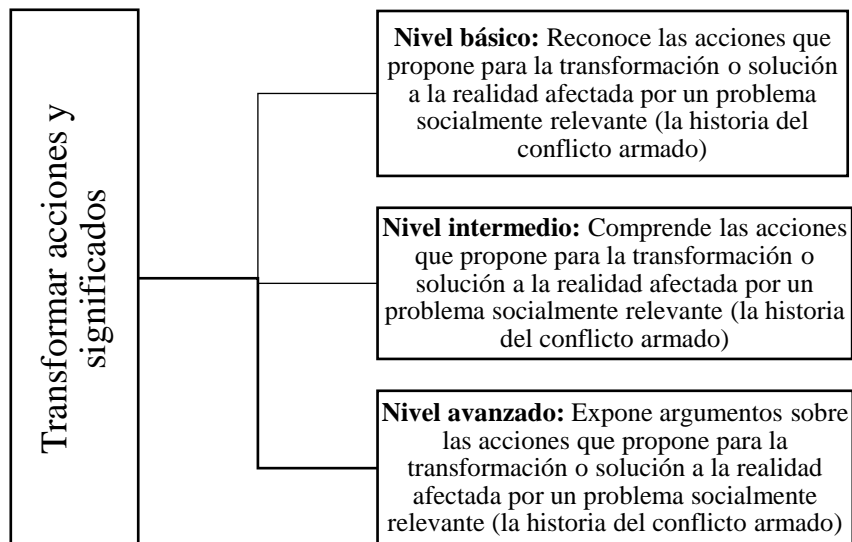 Transformar acciones y
significados
Nivel básico: Reconoce las acciones que
propone para la transformación o solución
a la realidad afectada por un problema
socialmente relevante (la historia del
conflicto armado)
Nivel intermedio: Comprende las acciones
que propone para la transformación o
solución a la realidad afectada por un
problema socialmente relevante (la historia
del conflicto armado)
Nivel avanzado: Expone argumentos sobre
las acciones que propone para la
transformación o solución a la realidad
afectada por un problema socialmente
relevante (la historia del conflicto armado)